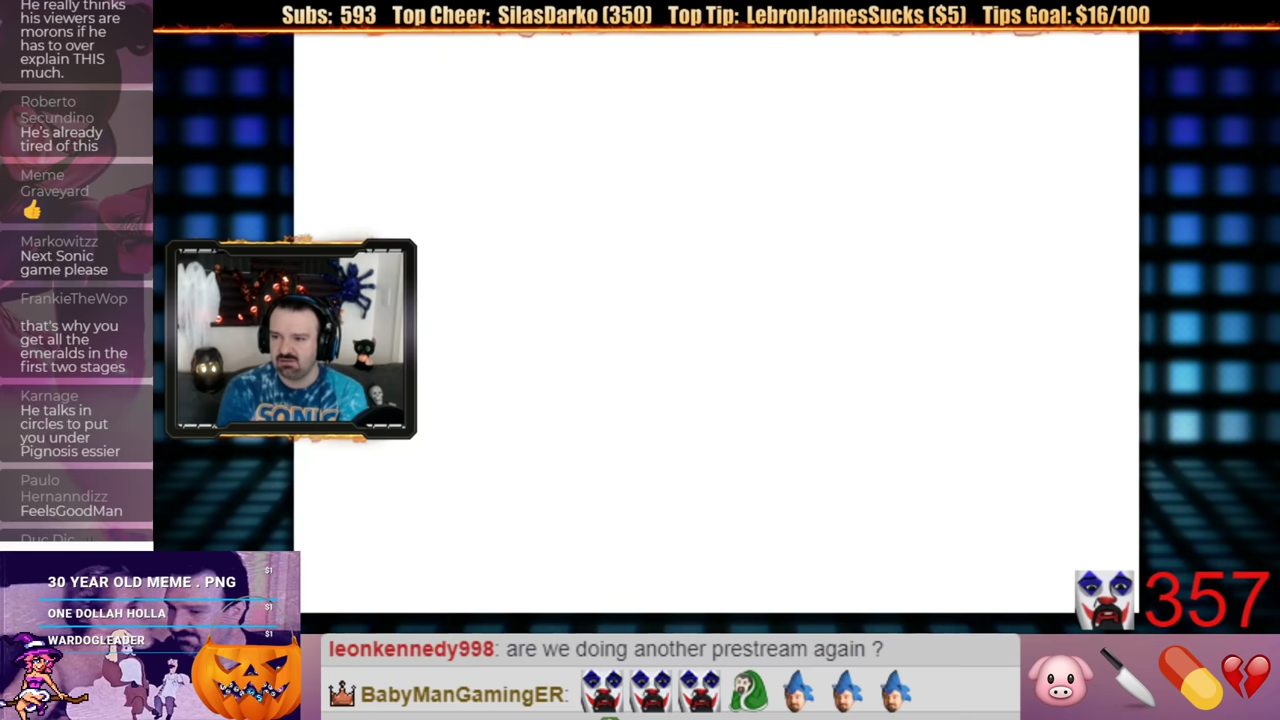 Subs: 593 Top Cheer: SilasDarko (350) Top Tip: LebronJamesSucks ($5) Tips Goal: $16/100
He really thinks
his viewers are
morons if he
has to over
explain THIS
much.
Roberto
Secundino
He's already
tired of this
Meme
Graveyard
Markowitzz
Next Sonic
game please
FrankieTheWop
that's why you
get all the
emeralds in the
first two stages
Karnage
He talks in
circles to put
you under
Pignosis essier
Paulo
Hernanndizz
FeelsGoodMan
SONIC
30 YEAR OLD MEME . PNG $1
ONE DOLLAH HOLLA $1
WARDOGLEADER $1
357
leonkennedy998: are we doing another prestream again ?
BabyManGamingER: